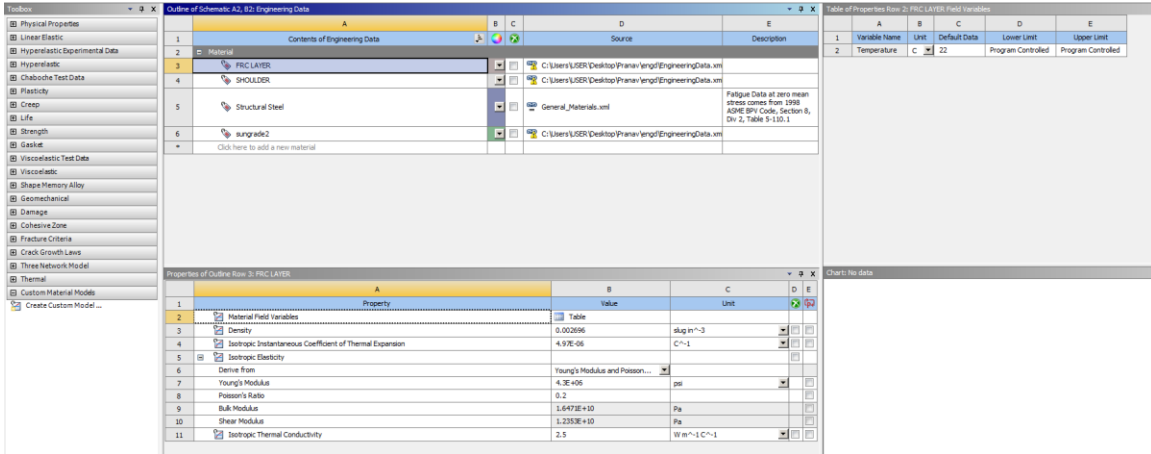 Toolbox
Physical Properties
Linear Elastic
Hyperelastic Experimental Data
Hyperelastic
Chaboche Test Data
Plasticity
Creep
Life
Strength
Gasket
Viscoelastic Test Data
Viscoelastic
Shape Memory Alloy
Geomechanical
Damage
Cohesive Zone
Fracture Criteria
Crack Growth Laws
Three Network Model
Thermal
Custom Material Models
Create Custom Model ...
Outline of Schematic A2, B2: Engineering Data
A B C D E
1 Contents of Engineering Data Source Description
2 Material
3 FRC LAYER C:\Users\USER\Desktop\Pranav\engd\EngineeringData.xm
4 SHOULDER C:\Users\USER\Desktop\Pranav\engd\EngineeringData.xm
5 Structural Steel General_Materials.xml Fatigue Data at zero mean
stress comes from 1998
ASME BPV Code, Section 8,
Div 2, Table 5-110.1
6 sungrade2 C:\Users\USER\Desktop\Pranav\engd\EngineeringData.xm
* Click here to add a new material
Table of Properties Row 2: FRC LAYER Field Variables
A B C D E
1 Variable Name Unit Default Data Lower Limit Upper Limit
2 Temperature C 22 Program Controlled Program Controlled
Properties of Outline Row 3: FRC LAYER
A B C D E
1 Property Value Unit
2 Material Field Variables Table
3 Density 0.002696 slug in^-3
4 Isotropic Instantaneous Coefficient of Thermal Expansion 4.97E-06 C^-1
5 Isotropic Elasticity
6 Derive from Young's Modulus and Poisson...
7 Young's Modulus 4.3E+06 psi
8 Poisson's Ratio 0.2
9 Bulk Modulus 1.6471E+10 Pa
10 Shear Modulus 1.2353E+10 Pa
11 Isotropic Thermal Conductivity 2.5 W m^-1 C^-1
Chart: No data